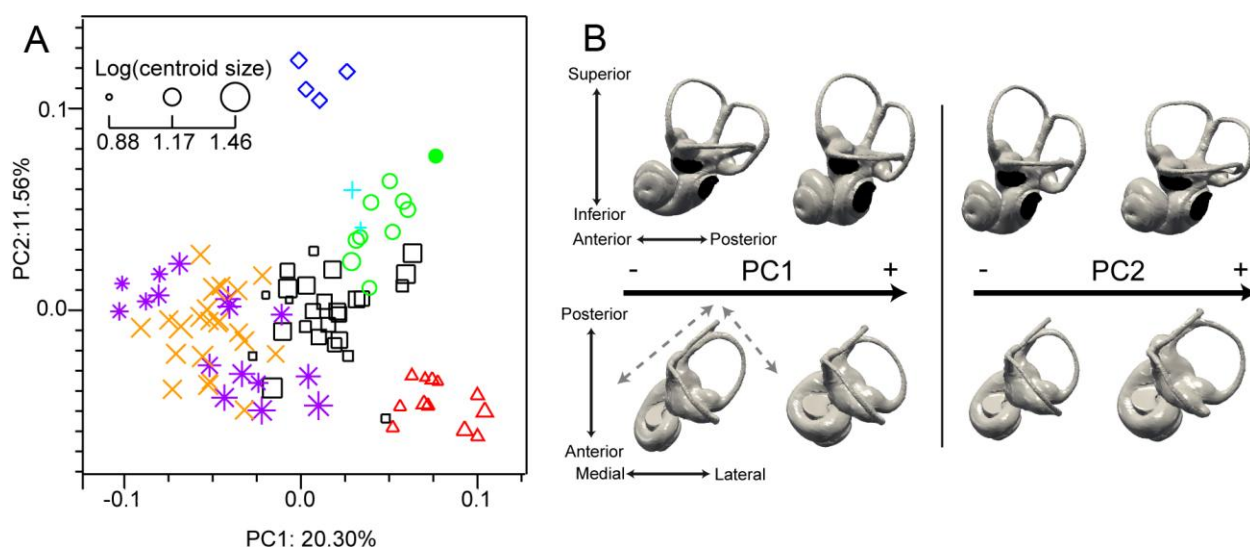 A
Log(centroid size)
0.88 1.17 1.46
0.1
0.0
PC2:11.56%
-0.1 0.0 0.1
PC1: 20.30%
B
Superior
Inferior
Anterior Posterior
- PC1 +
- PC2 +
Posterior
Anterior
Medial Lateral